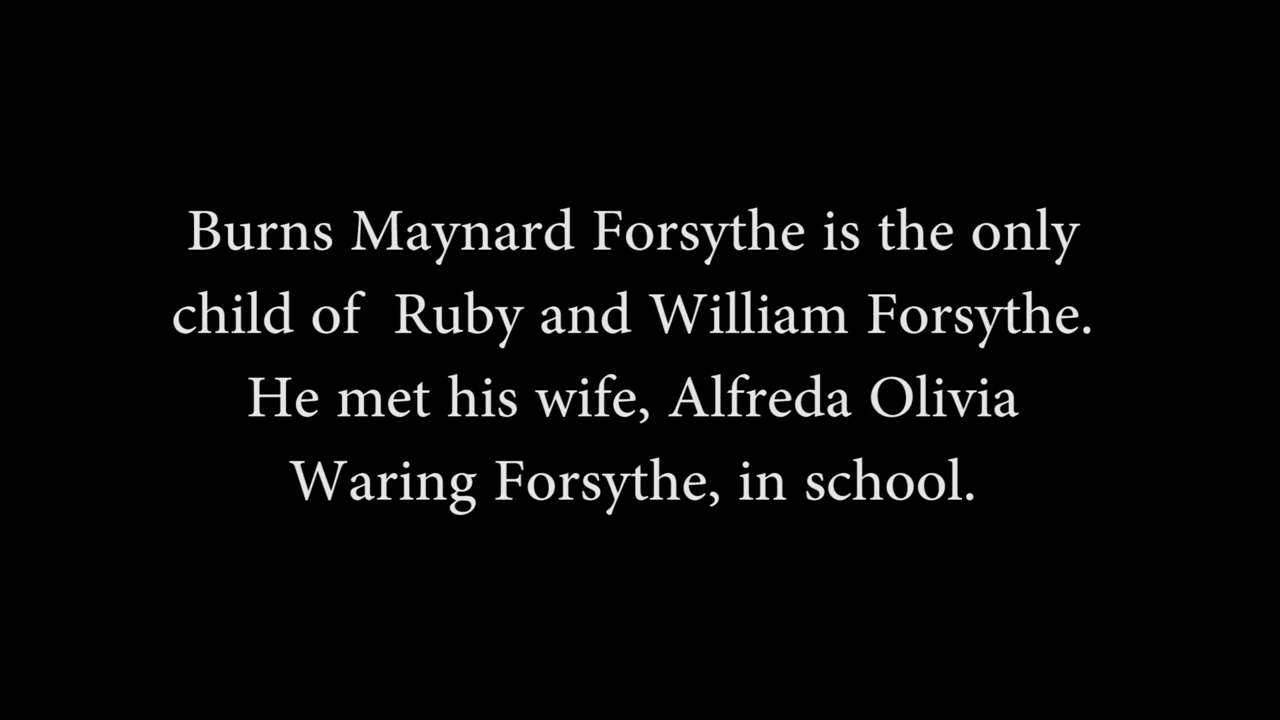 Burns Maynard Forsythe is the only
child of  Ruby and William Forsythe.
He met his wife, Alfreda Olivia
Waring Forsythe, in school.